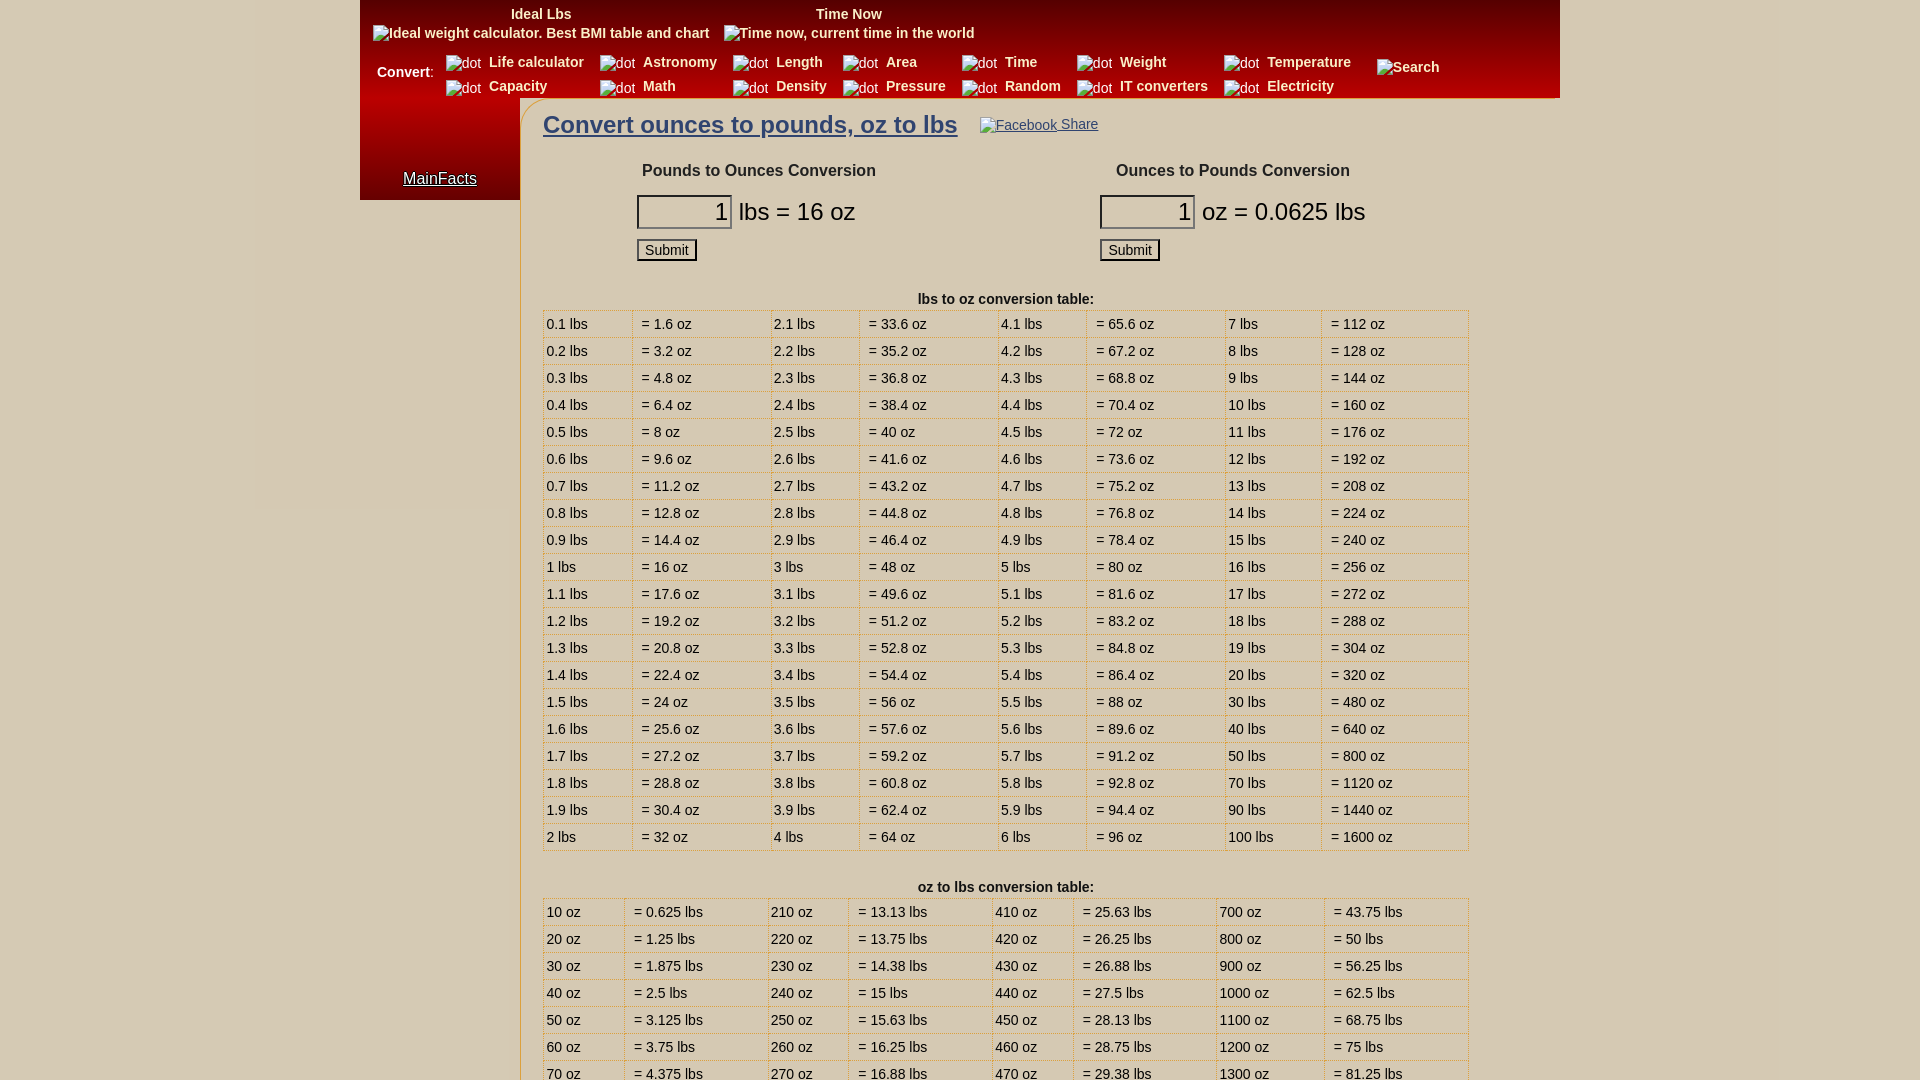 Ideal Lbs Time Now
Ideal weight calculator. Best BMI table and chart Time now, current time in the world
Convert: dot Life calculator dot Astronomy dot Length dot Area dot Time dot Weight dot Temperature Search
dot Capacity dot Math dot Density dot Pressure dot Random dot IT converters dot Electricity
MainFacts
Convert ounces to pounds, oz to lbs Facebook Share
Pounds to Ounces Conversion Ounces to Pounds Conversion
1 lbs = 16 oz 1 oz = 0.0625 lbs
Submit Submit
lbs to oz conversion table:
0.1 lbs = 1.6 oz 2.1 lbs = 33.6 oz 4.1 lbs = 65.6 oz 7 lbs = 112 oz
0.2 lbs = 3.2 oz 2.2 lbs = 35.2 oz 4.2 lbs = 67.2 oz 8 lbs = 128 oz
0.3 lbs = 4.8 oz 2.3 lbs = 36.8 oz 4.3 lbs = 68.8 oz 9 lbs = 144 oz
0.4 lbs = 6.4 oz 2.4 lbs = 38.4 oz 4.4 lbs = 70.4 oz 10 lbs = 160 oz
0.5 lbs = 8 oz 2.5 lbs = 40 oz 4.5 lbs = 72 oz 11 lbs = 176 oz
0.6 lbs = 9.6 oz 2.6 lbs = 41.6 oz 4.6 lbs = 73.6 oz 12 lbs = 192 oz
0.7 lbs = 11.2 oz 2.7 lbs = 43.2 oz 4.7 lbs = 75.2 oz 13 lbs = 208 oz
0.8 lbs = 12.8 oz 2.8 lbs = 44.8 oz 4.8 lbs = 76.8 oz 14 lbs = 224 oz
0.9 lbs = 14.4 oz 2.9 lbs = 46.4 oz 4.9 lbs = 78.4 oz 15 lbs = 240 oz
1 lbs = 16 oz 3 lbs = 48 oz 5 lbs = 80 oz 16 lbs = 256 oz
1.1 lbs = 17.6 oz 3.1 lbs = 49.6 oz 5.1 lbs = 81.6 oz 17 lbs = 272 oz
1.2 lbs = 19.2 oz 3.2 lbs = 51.2 oz 5.2 lbs = 83.2 oz 18 lbs = 288 oz
1.3 lbs = 20.8 oz 3.3 lbs = 52.8 oz 5.3 lbs = 84.8 oz 19 lbs = 304 oz
1.4 lbs = 22.4 oz 3.4 lbs = 54.4 oz 5.4 lbs = 86.4 oz 20 lbs = 320 oz
1.5 lbs = 24 oz 3.5 lbs = 56 oz 5.5 lbs = 88 oz 30 lbs = 480 oz
1.6 lbs = 25.6 oz 3.6 lbs = 57.6 oz 5.6 lbs = 89.6 oz 40 lbs = 640 oz
1.7 lbs = 27.2 oz 3.7 lbs = 59.2 oz 5.7 lbs = 91.2 oz 50 lbs = 800 oz
1.8 lbs = 28.8 oz 3.8 lbs = 60.8 oz 5.8 lbs = 92.8 oz 70 lbs = 1120 oz
1.9 lbs = 30.4 oz 3.9 lbs = 62.4 oz 5.9 lbs = 94.4 oz 90 lbs = 1440 oz
2 lbs = 32 oz 4 lbs = 64 oz 6 lbs = 96 oz 100 lbs = 1600 oz
oz to lbs conversion table:
10 oz = 0.625 lbs 210 oz = 13.13 lbs 410 oz = 25.63 lbs 700 oz = 43.75 lbs
20 oz = 1.25 lbs 220 oz = 13.75 lbs 420 oz = 26.25 lbs 800 oz = 50 lbs
30 oz = 1.875 lbs 230 oz = 14.38 lbs 430 oz = 26.88 lbs 900 oz = 56.25 lbs
40 oz = 2.5 lbs 240 oz = 15 lbs 440 oz = 27.5 lbs 1000 oz = 62.5 lbs
50 oz = 3.125 lbs 250 oz = 15.63 lbs 450 oz = 28.13 lbs 1100 oz = 68.75 lbs
60 oz = 3.75 lbs 260 oz = 16.25 lbs 460 oz = 28.75 lbs 1200 oz = 75 lbs
70 oz = 4.375 lbs 270 oz = 16.88 lbs 470 oz = 29.38 lbs 1300 oz = 81.25 lbs